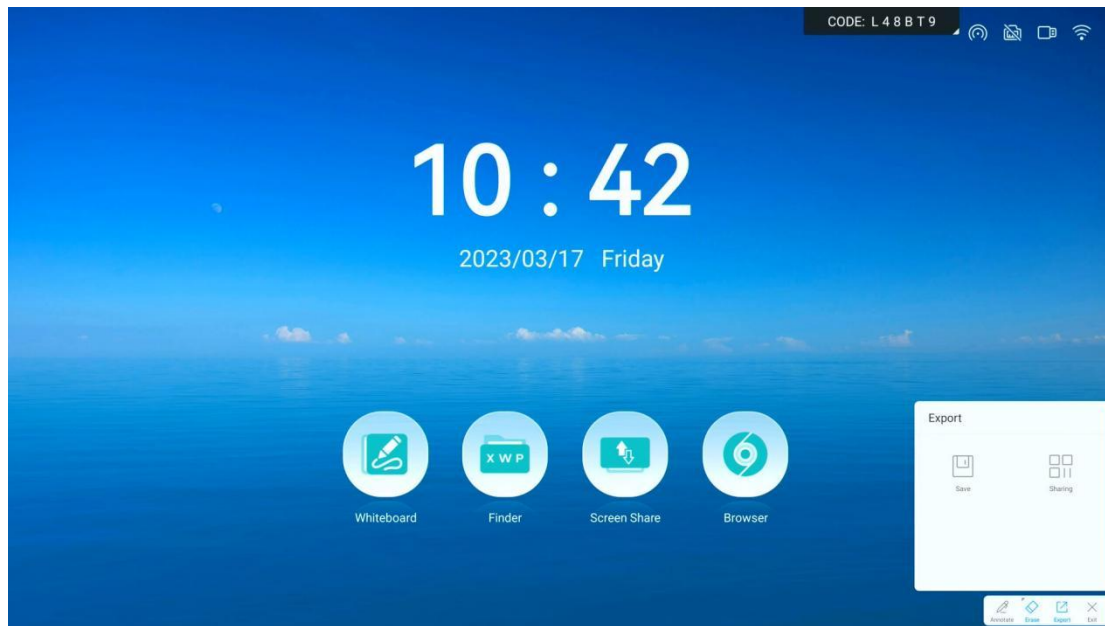 CODE: L 4 8 B T 9
10 : 42
2023/03/17 Friday
X W P
Whiteboard
Finder
Screen Share
Browser
Export
Save
Sharing
Annotate
Erase
Export
Exit